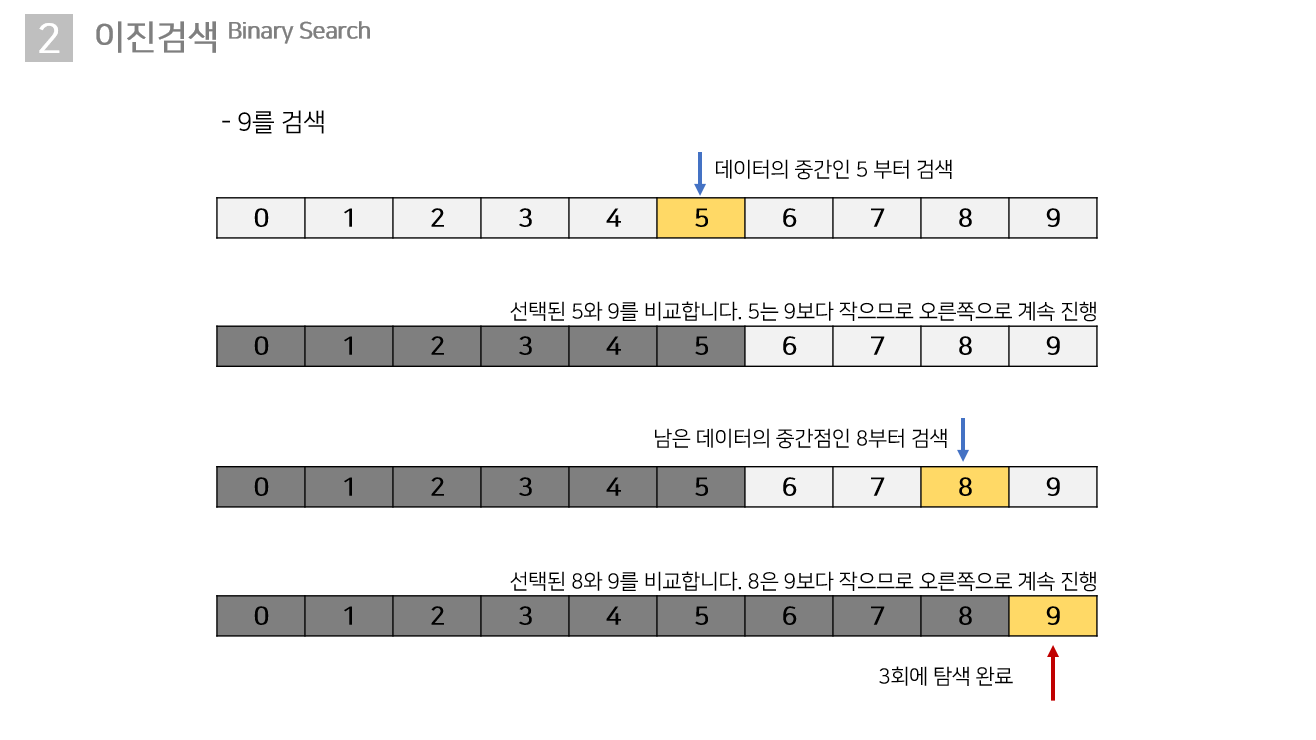 2 이진검색 Binary Search
- 9를 검색
데이터의 중간인 5 부터 검색
0 1 2 3 4 5 6 7 8 9
선택된 5와 9를 비교합니다. 5는 9보다 작으므로 오른쪽으로 계속 진행
0 1 2 3 4 5 6 7 8 9
남은 데이터의 중간점인 8부터 검색
0 1 2 3 4 5 6 7 8 9
선택된 8와 9를 비교합니다. 8은 9보다 작으므로 오른쪽으로 계속 진행
0 1 2 3 4 5 6 7 8 9
3회에 탐색 완료